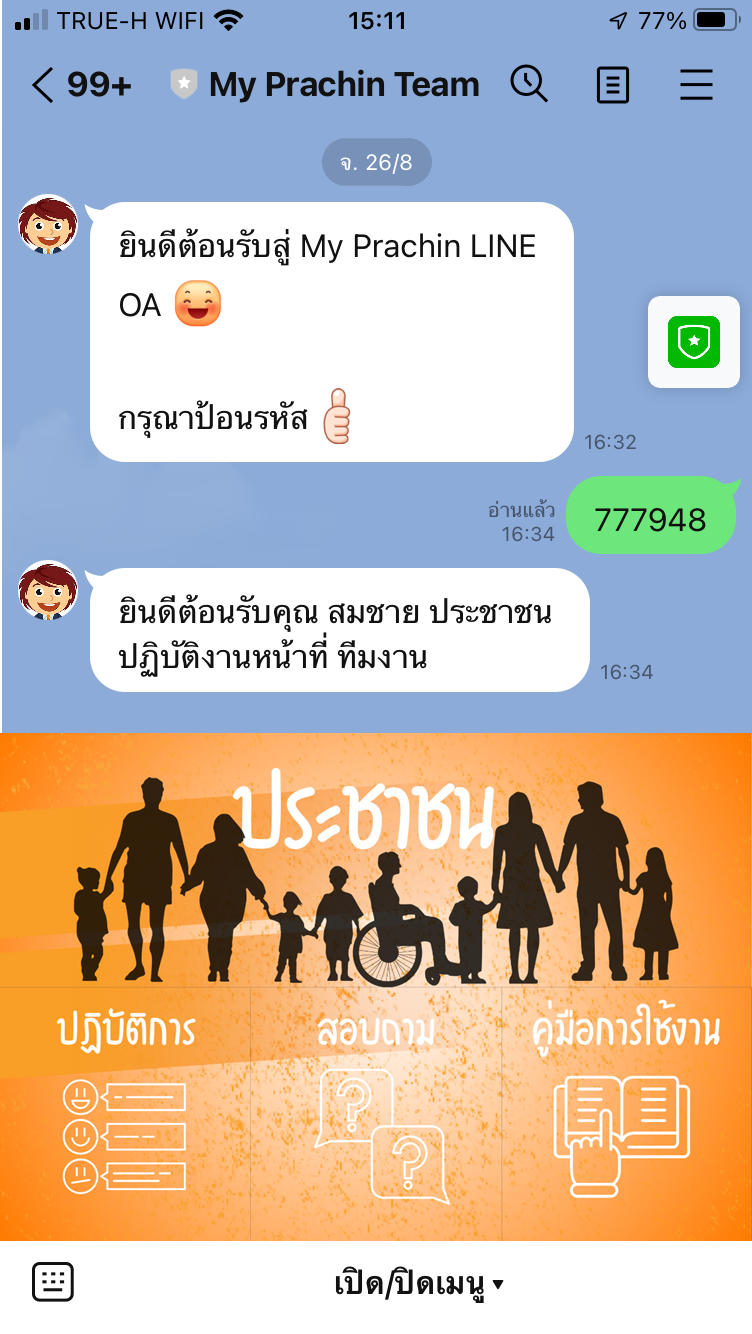 TRUE-H WIFI 15:11 77%
99+ My Prachin Team
จ. 26/8
ยินดีต้อนรับสู่ My Prachin LINE
OA
กรุณาป้อนรหัส
16:32
อ่านแล้ว
16:34
777948
ยินดีต้อนรับคุณ สมชาย ประชาชน
ปฏิบัติงานหน้าที่ ทีมงาน
16:34
ประชาชน
ปฏิบัติการ สอบถาม คู่มือการใช้งาน
เปิด/ปิดเมนู